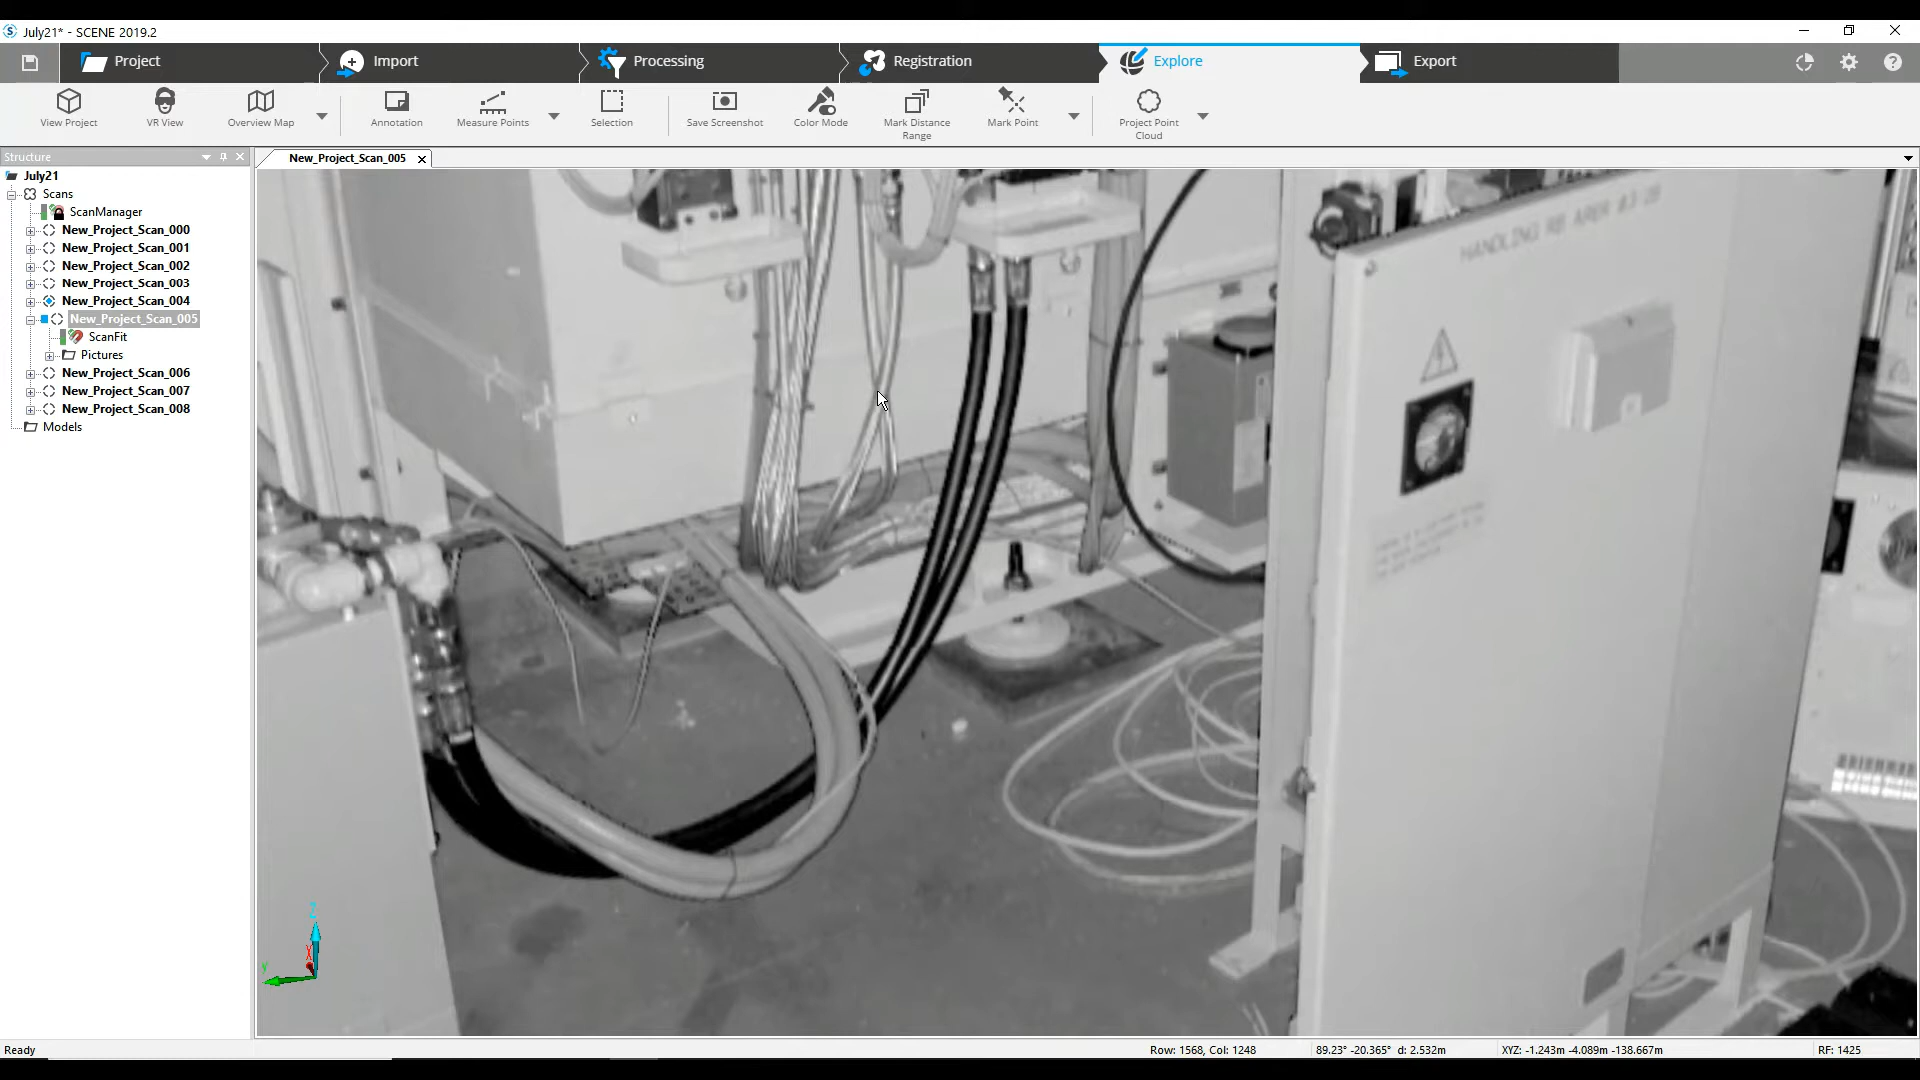 July21* - SCENE 2019.2
Project
Import
Processing
Registration
Explore
Export
View Project
VR View
Overview Map
Annotation
Measure Points
Selection
Save Screenshot
Color Mode
Mark Distance
Range
Mark Point
Project Point
Cloud
Structure
New_Project_Scan_005
July21
Scans
ScanManager
New_Project_Scan_000
New_Project_Scan_001
New_Project_Scan_002
New_Project_Scan_003
New_Project_Scan_004
New_Project_Scan_005
ScanFit
Pictures
New_Project_Scan_006
New_Project_Scan_007
New_Project_Scan_008
Models
HANDLING
Z
X
Y
Ready
Row: 1568, Col: 1248
89.23° -20.365° d: 2.532m
XYZ: -1.243m -4.089m -138.667m
RF: 1425